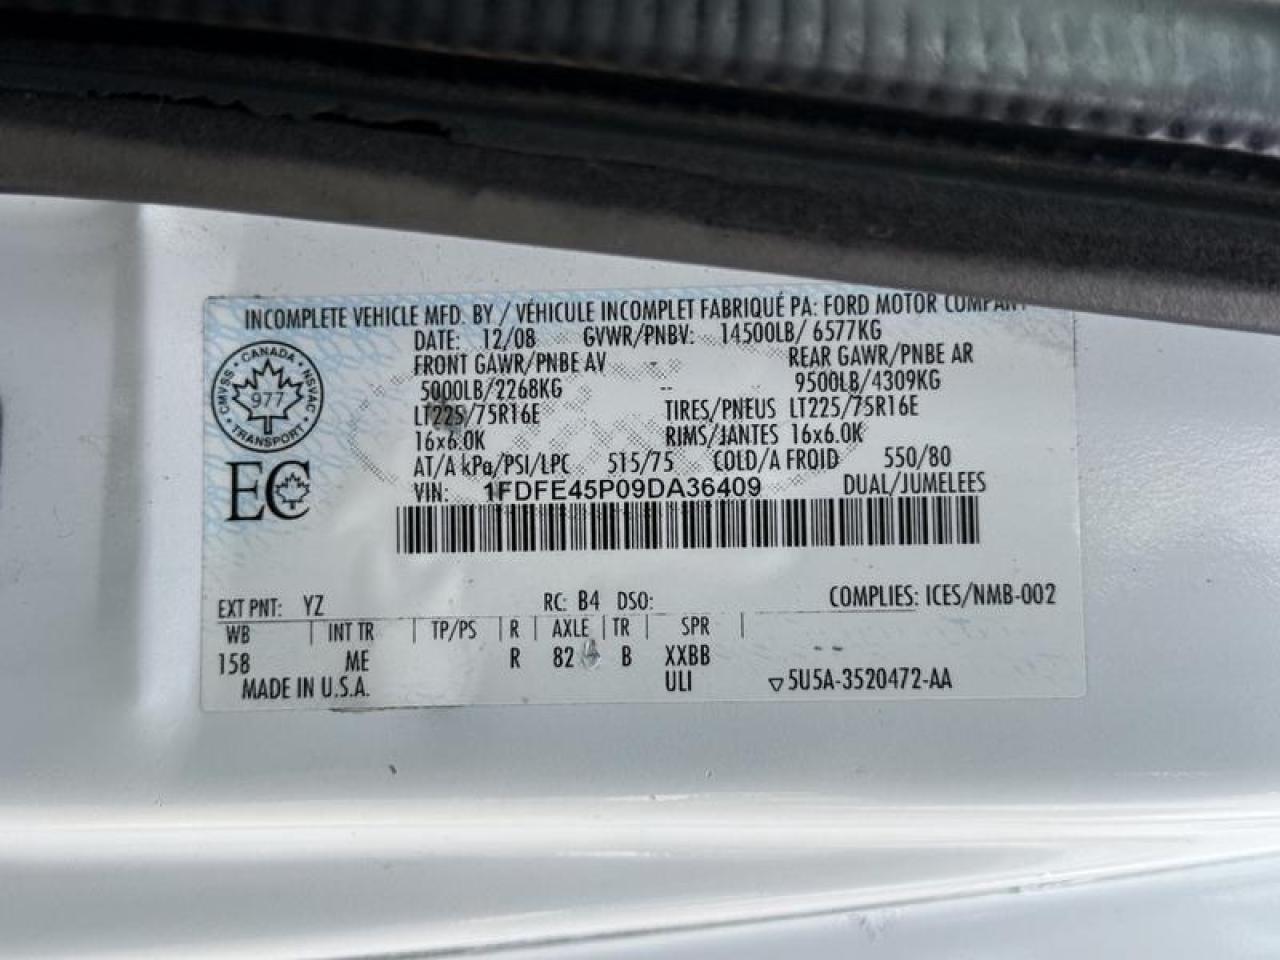 INCOMPLETE VEHICLE MFD. BY / VÉHICULE INCOMPLET FABRIQUÉ PA: FORD MOTOR COMPANY
DATE: 12/08 GVWR/PNBV: 14500LB/ 6577KG
FRONT GAWR/PNBE AV - REAR GAWR/PNBE AR
5000LB/2268KG -- 9500LB/4309KG
LT225/75R16E TIRES/PNEUS LT225/75R16E
16x6.0K RIMS/JANTES 16x6.0K
AT/A kPa/PSI/LPC 515/75 COLD/A FROID 550/80
VIN: 1FDFE45P09DA36409 DUAL/JUMELEES
CANADA
CMVSS 977 NSVAC
TRANSPORT
EC
EXT PNT: YZ RC: B4 DSO: COMPLIES: ICES/NMB-002
WB | INT TR | TP/PS | R | AXLE | TR | SPR |
158 ME R 82 B XXBB --
MADE IN U.S.A. ULI ▽5U5A-3520472-AA